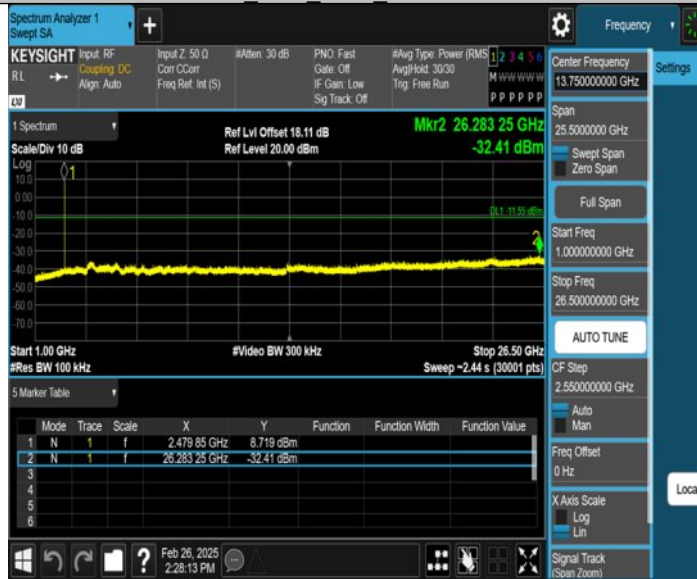 Spectrum Analyzer 1
Swept SA
Frequency
KEYSIGHT
RL
Input: RF
Coupling: DC
Align: Auto
Input Z: 50 Ω
Corr CCorr
Freq Ref: Int (S)
#Atten: 30 dB
PNO: Fast
Gate: Off
IF Gain: Low
Sig Track: Off
#Avg Type: Power (RMS
Avg|Hold: 30/30
Trig: Free Run
1 2 3 4 5 6
M W W W W W
P P P P P P
LXI
1 Spectrum
Scale/Div 10 dB
Ref Lvl Offset 18.11 dB
Ref Level 20.00 dBm
Mkr2 26.283 25 GHz
-32.41 dBm
Log
10.0
0.00
-10.0
-20.0
-30.0
-40.0
-50.0
-60.0
-70.0
1
DL1 -11.55 dBm
2
Start 1.00 GHz
#Video BW 300 kHz
Stop 26.50 GHz
#Res BW 100 kHz
Sweep ~2.44 s (30001 pts)
5 Marker Table
Mode Trace Scale X Y Function Function Width Function Value
1 N 1 f 2.479 85 GHz 8.719 dBm
2 N 1 f 26.283 25 GHz -32.41 dBm
3
4
5
6
?
Feb 26, 2025
2:28:13 PM
Center Frequency
13.750000000 GHz
Settings
Span
25.5000000 GHz
Swept Span
Zero Span
Full Span
Start Freq
1.000000000 GHz
Stop Freq
26.500000000 GHz
AUTO TUNE
CF Step
2.550000000 GHz
Auto
Man
Freq Offset
0 Hz
X Axis Scale
Log
Lin
Loca
Signal Track
(Span Zoom)